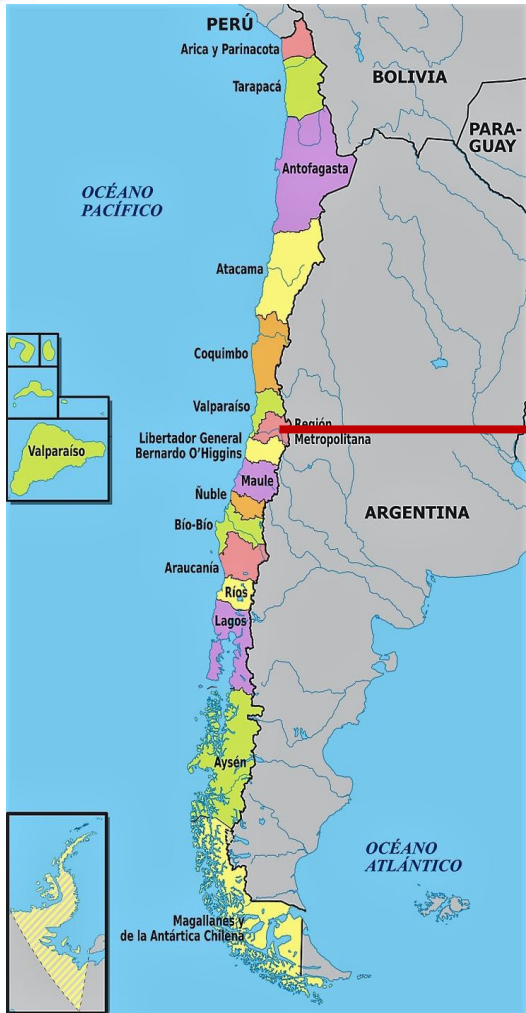 PERÚ
Arica y Parinacota
BOLIVIA
Tarapacá
PARA-
GUAY
Antofagasta
OCÉANO
PACÍFICO
Atacama
Coquimbo
Valparaíso
Región
Metropolitana
Libertador General
Bernardo O'Higgins
Valparaíso
Maule
Ñuble
ARGENTINA
Bío-Bío
Araucanía
Ríos
Lagos
Aysén
OCÉANO
ATLÁNTICO
Magallanes y
de la Antártica Chilena